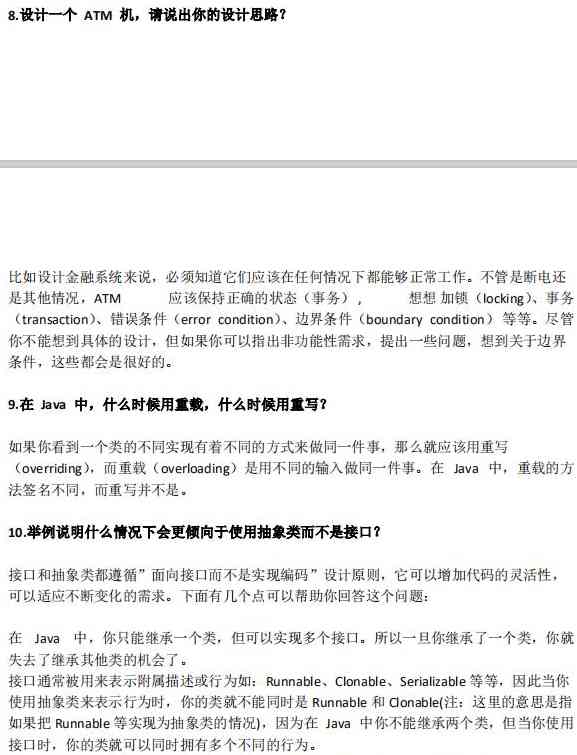 8.设计一个 ATM 机，请说出你的设计思路？
比如设计金融系统来说，必须知道它们应该在任何情况下都能够正常工作。不管是断电还
是其他情况，ATM 应该保持正确的状态（事务） , 想想 加锁（locking）、事务
（transaction）、错误条件（error condition）、边界条件（boundary condition） 等等。尽管
你不能想到具体的设计，但如果你可以指出非功能性需求，提出一些问题，想到关于边界
条件，这些都会是很好的。
9.在 Java 中，什么时候用重载，什么时候用重写？
如果你看到一个类的不同实现有着不同的方式来做同一件事，那么就应该用重写
（overriding），而重载（overloading）是用不同的输入做同一件事。在 Java 中，重载的方
法签名不同，而重写并不是。
10.举例说明什么情况下会更倾向于使用抽象类而不是接口？
接口和抽象类都遵循”面向接口而不是实现编码”设计原则，它可以增加代码的灵活性，
可以适应不断变化的需求。下面有几个点可以帮助你回答这个问题：
在 Java 中，你只能继承一个类，但可以实现多个接口。所以一旦你继承了一个类，你就
失去了继承其他类的机会了。
接口通常被用来表示附属描述或行为如：Runnable、Clonable、Serializable 等等，因此当你
使用抽象类来表示行为时，你的类就不能同时是 Runnable 和 Clonable(注：这里的意思是指
如果把 Runnable 等实现为抽象类的情况)，因为在 Java 中你不能继承两个类，但当你使用
接口时，你的类就可以同时拥有多个不同的行为。